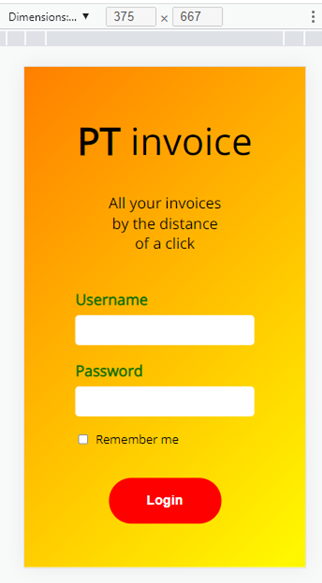 Dimensions:... ▼ 375 × 667
PT invoice
All your invoices
by the distance
of a click
Username
Password
Remember me
Login